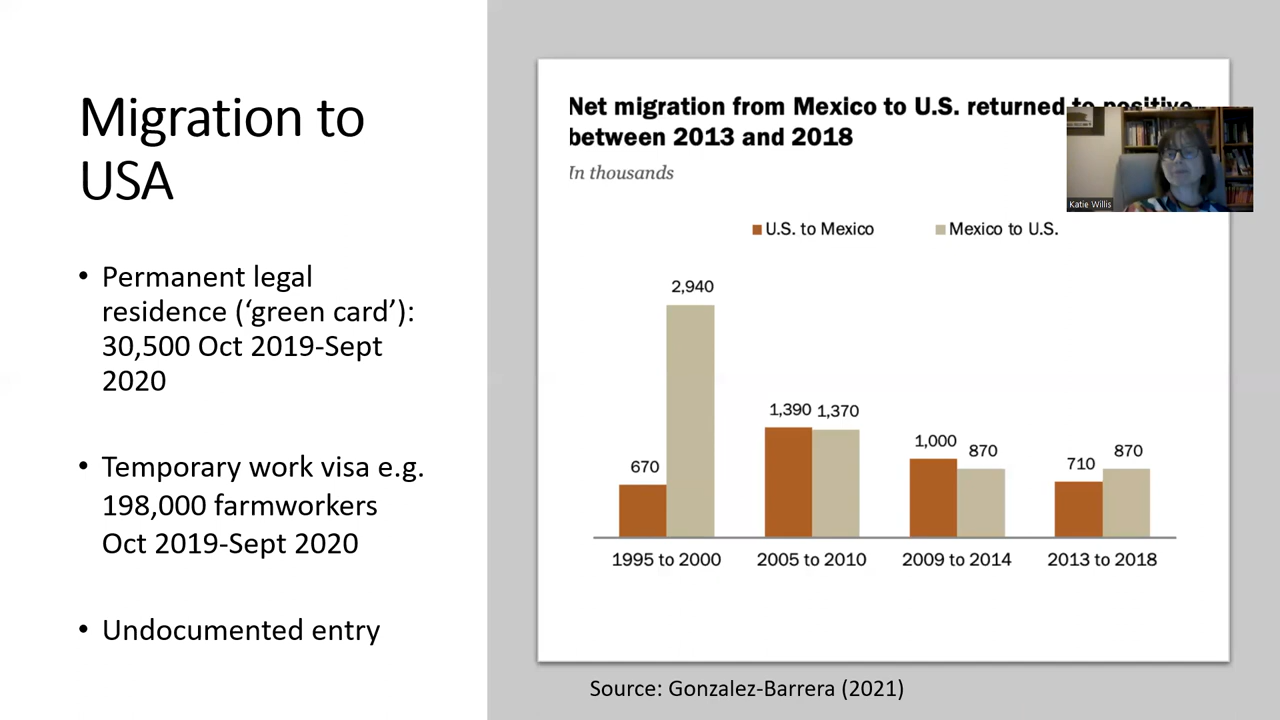 Migration to
USA
• Permanent legal
residence (‘green card’):
30,500 Oct 2019-Sept
2020
• Temporary work visa e.g.
198,000 farmworkers
Oct 2019-Sept 2020
• Undocumented entry
Net migration from Mexico to U.S. returned to positive
between 2013 and 2018
In thousands
Katie Willis
U.S. to Mexico Mexico to U.S.
2,940
670
1,390 1,370
1,000 870
710 870
1995 to 2000 2005 to 2010 2009 to 2014 2013 to 2018
Source: Gonzalez-Barrera (2021)